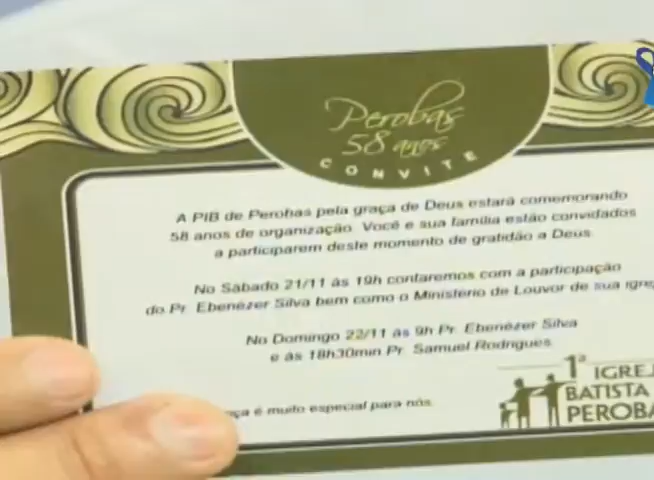 Perobas
58 anos
CONVITE
A PIB de Perobas pela graça de Deus estará comemorando
58 anos de organização. Você e sua família estão convidados
a participarem deste momento de gratidão a Deus.
No Sábado 21/11 às 19h contaremos com a participação
do Pr. Ebenézer Silva bem como o Ministério de Louvor de sua
No Domingo 22/11 às 9h Pr. Ebenézer Silva
e às 18h30min Pr. Samuel Rodrigues.
é muito especial para nós.
1ª IGREJ
BATISTA
PEROBA